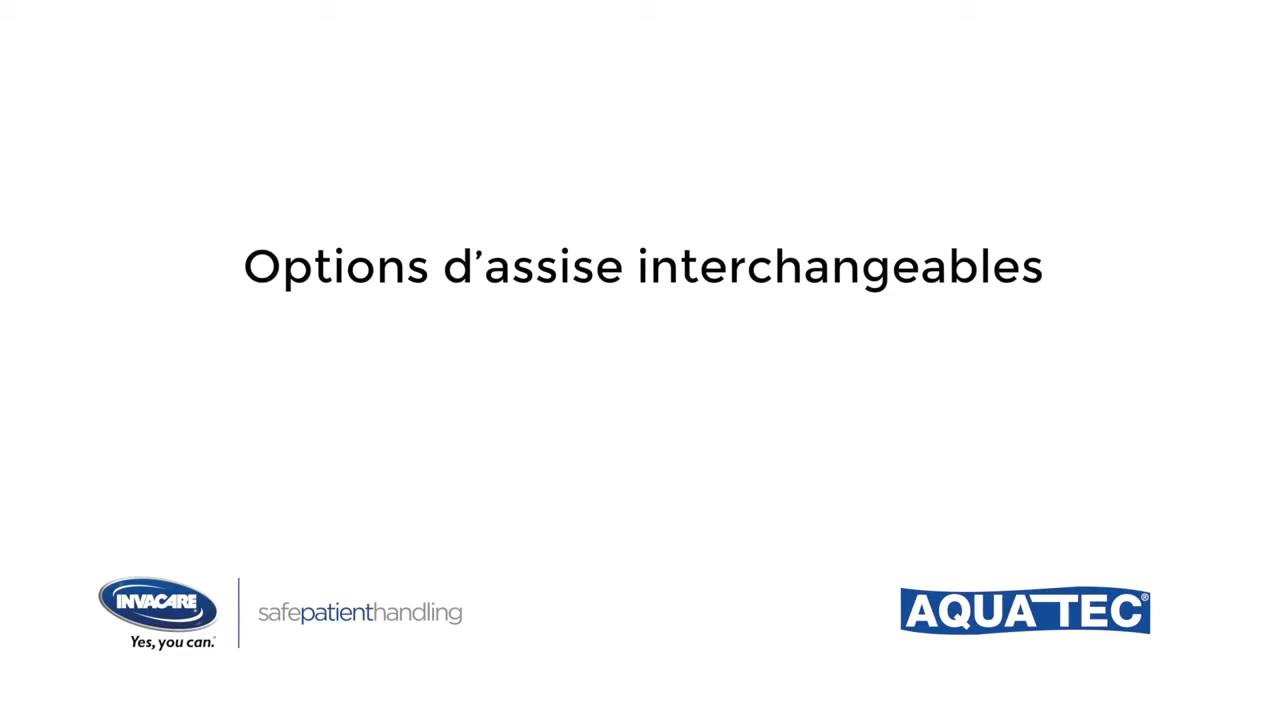 Options d’assise interchangeables
INVACARE
Yes, you can.®
safepatienthandling
AQUATEC®